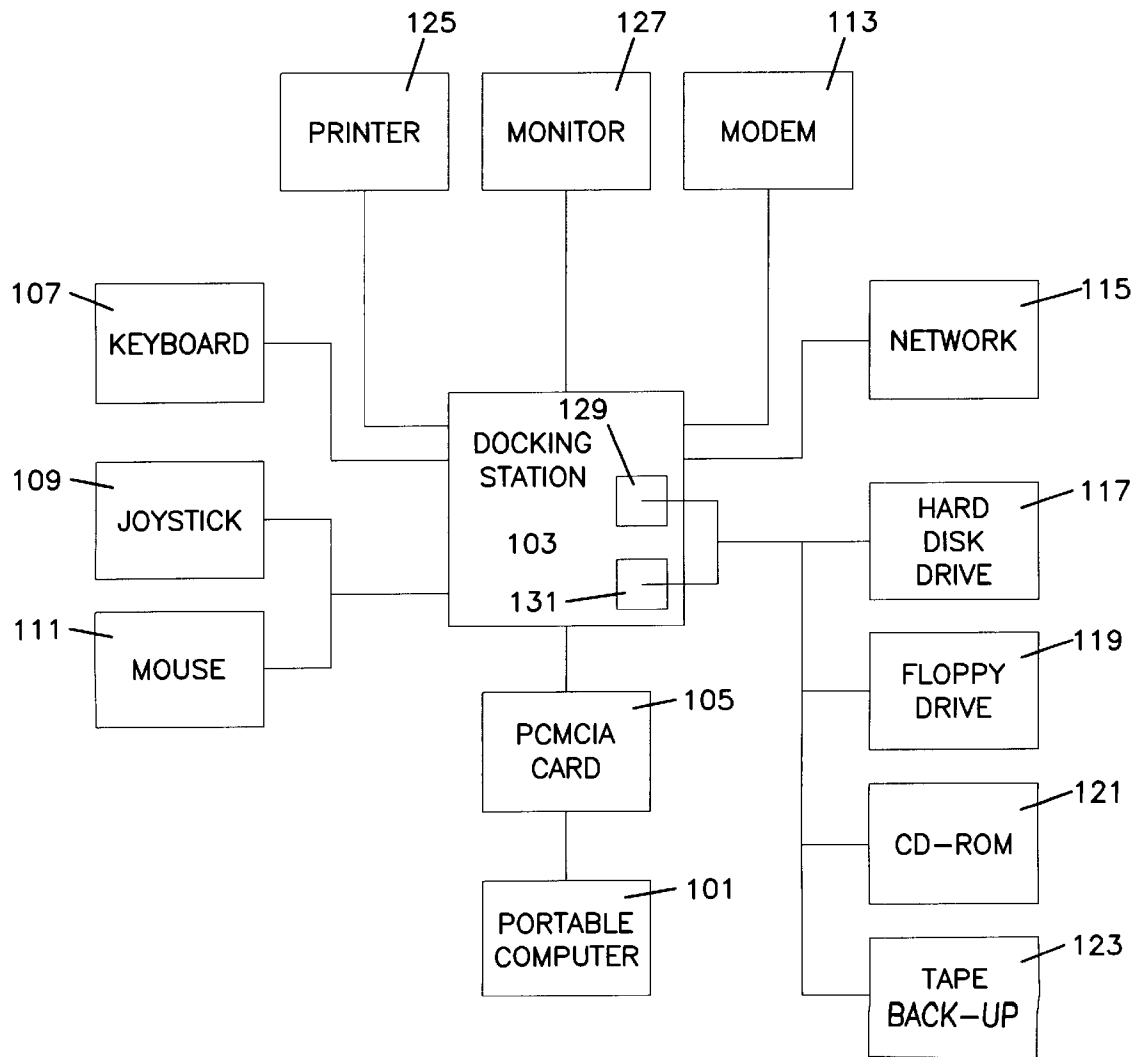 125
127
113
PRINTER
MONITOR
MODEM
107
KEYBOARD
115
NETWORK
129
DOCKING
STATION
103
131
109
JOYSTICK
117
HARD
DISK
DRIVE
111
MOUSE
119
FLOPPY
DRIVE
105
PCMCIA
CARD
121
CD-ROM
101
PORTABLE
COMPUTER
123
TAPE
BACK-UP